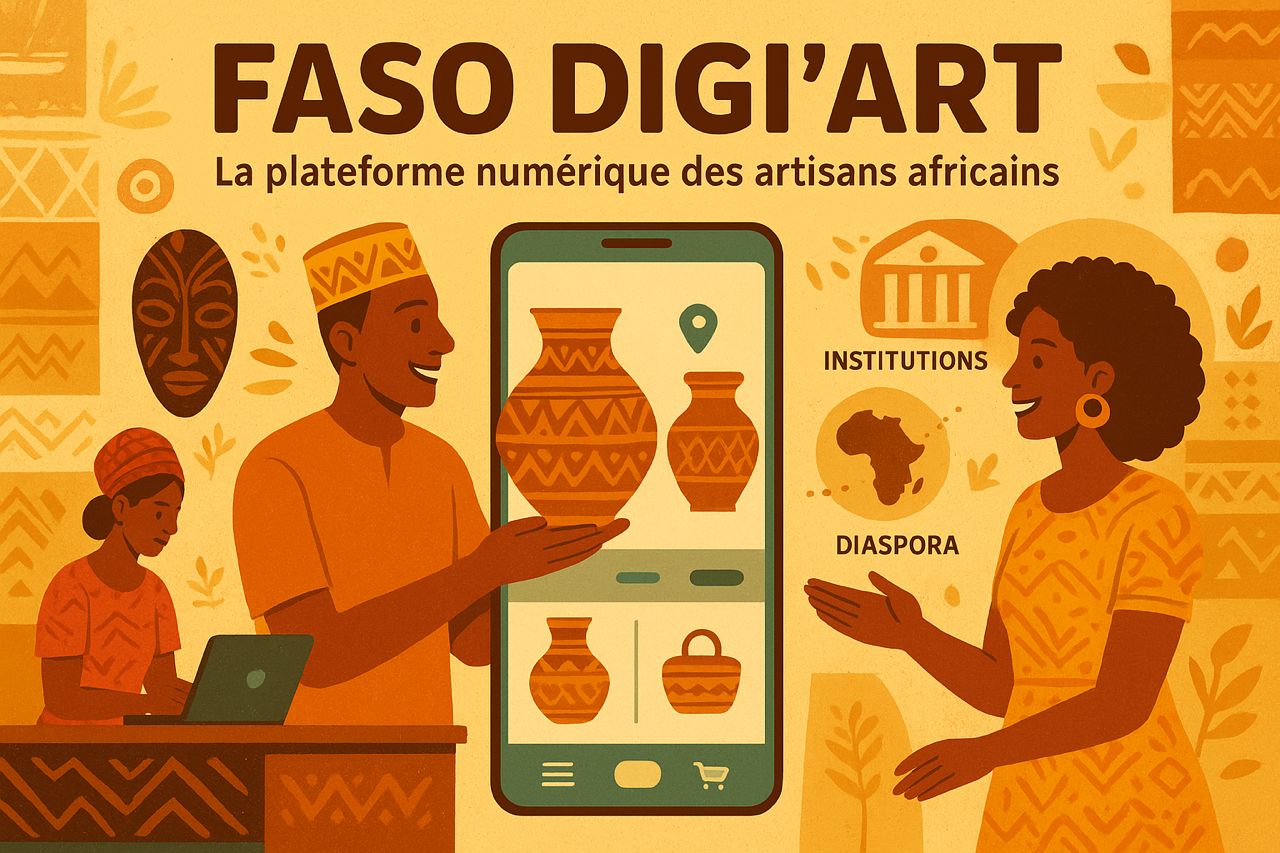 FASO DIGI’ART
La plateforme numérique des artisans africains
INSTITUTIONS
DIASPORA